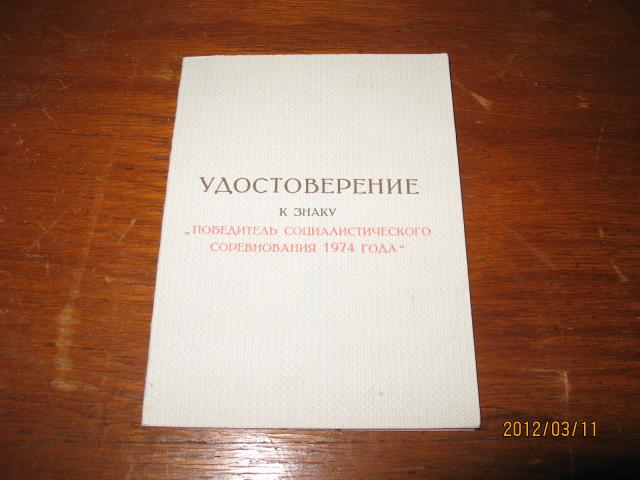 УДОСТОВЕРЕНИЕ
К ЗНАКУ
„ПОБЕДИТЕЛЬ СОЦИАЛИСТИЧЕСКОГО
СОРЕВНОВАНИЯ 1974 ГОДА“
2012/03/11